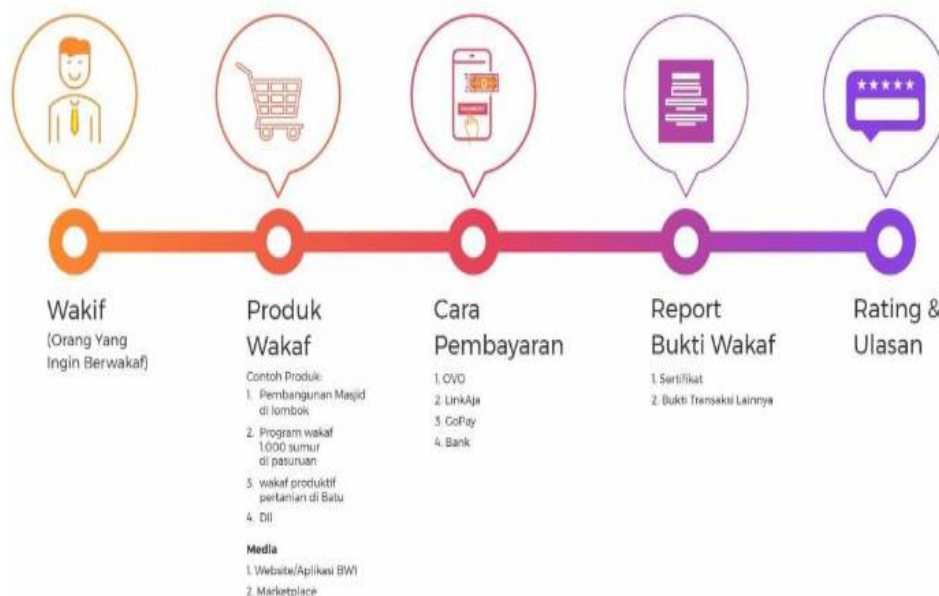 PAYMENT
Wakif
(Orang Yang
Ingin Berwakaf)
Produk
Wakaf
Contoh Produk:
1. Pembangunan Masjid
di lombok
2. Program wakaf
1.000 sumur
di pasuruan
3. wakaf produktif
pertanian di Batu
4. Dll
Media
1. Website/Aplikasi BWI
2. Marketplace
Cara
Pembayaran
1. OVO
2. LinkAja
3. GoPay
4. Bank
Report
Bukti Wakaf
1. Sertifikat
2. Bukti Transaksi Lainnya
Rating &
Ulasan